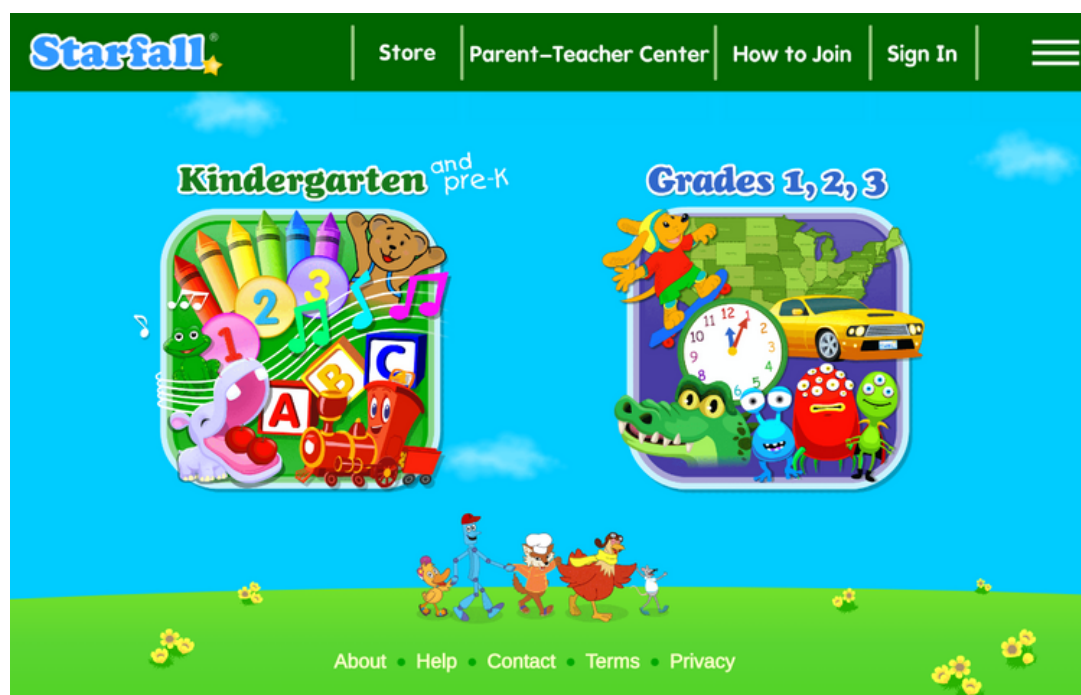 Starfall®
Store
Parent–Teacher Center
How to Join
Sign In
Kindergarten and pre-K
Grades 1, 2, 3
1 2 3
A B C
11 12 1
10 2
9 3
8 4
6 5
About • Help • Contact • Terms • Privacy